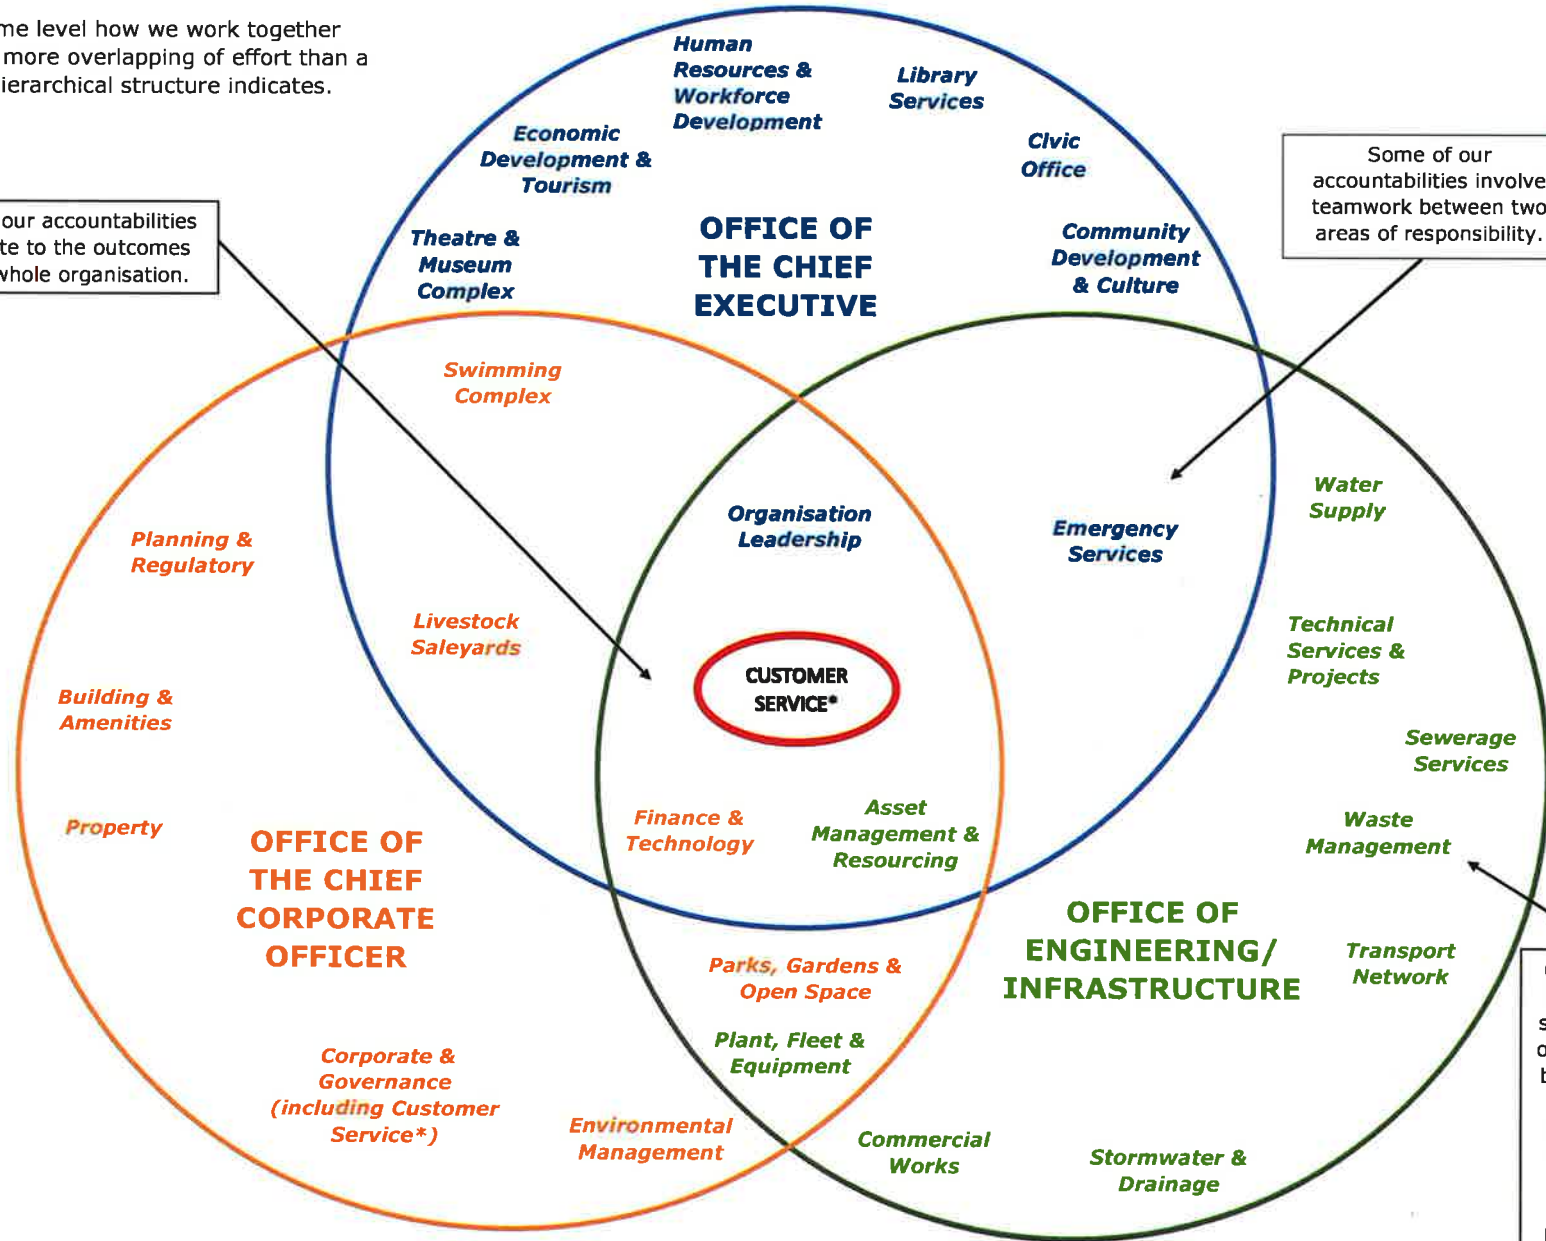 me level how we work together
more overlapping of effort than a
ierarchical structure indicates.
Human
Resources &
Workforce
Development
Library
Services
Economic
Development &
Tourism
Civic
Office
Some of our
accountabilities involve
teamwork between two
areas of responsibility.
our accountabilities
te to the outcomes
whole organisation.
Theatre &
Museum
Complex
OFFICE OF
THE CHIEF
EXECUTIVE
Community
Development
& Culture
Swimming
Complex
Organisation
Leadership
Emergency
Services
Water
Supply
Planning &
Regulatory
Livestock
Saleyards
Technical
Services &
Projects
CUSTOMER
SERVICE*
Building &
Amenities
Sewerage
Services
Property
Finance &
Technology
Asset
Management &
Resourcing
Waste
Management
OFFICE OF
THE CHIEF
CORPORATE
OFFICER
OFFICE OF
ENGINEERING/
INFRASTRUCTURE
Parks, Gardens &
Open Space
Transport
Network
Plant, Fleet &
Equipment
Corporate &
Governance
(including Customer
Service*)
Environmental
Management
Commercial
Works
Stormwater &
Drainage